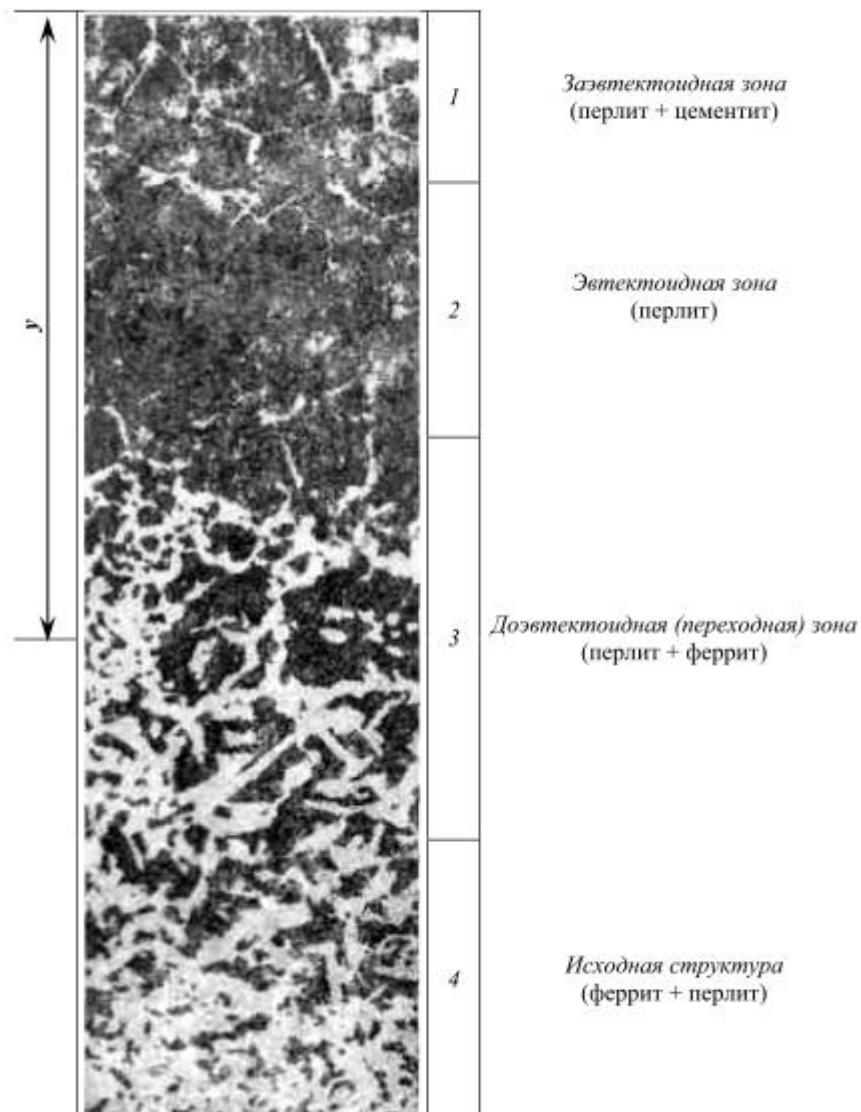 1
Заэвтектоидная зона
(перлит + цементит)
y
2
Эвтектоидная зона
(перлит)
3
Доэвтектоидная (переходная) зона
(перлит + феррит)
4
Исходная структура
(феррит + перлит)